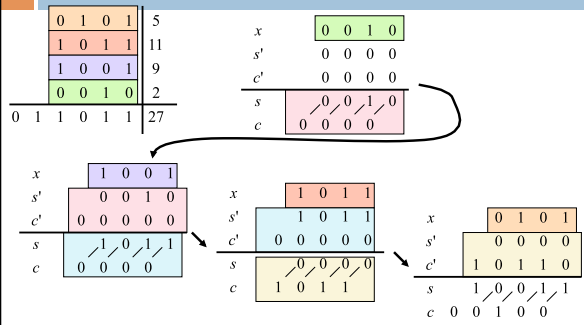 0 1 0 1 5
1 0 1 1 11
1 0 0 1 9
0 0 1 0 2
0 1 1 0 1 1 27
x 0 0 1 0
s' 0 0 0 0
c' 0 0 0 0
s 0 0 1 0
c 0 0 0 0
x 1 0 0 1
s' 0 0 1 0
c' 0 0 0 0 0
s 1 0 1 1
c 0 0 0 0
x 1 0 1 1
s' 1 0 1 1
c' 0 0 0 0 0
s 0 0 0 0
c 1 0 1 1
x 0 1 0 1
s' 0 0 0 0
c' 1 0 1 1 0
s 1 0 0 1 1
c 0 0 1 0 0